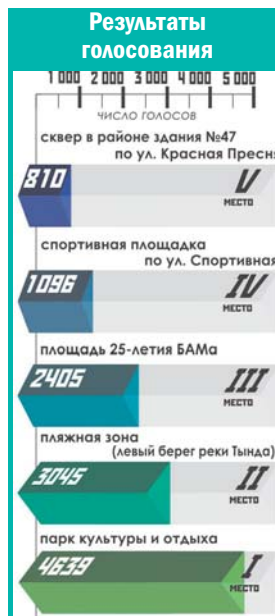 Результаты
голосования
1 000 2 000 3 000 4 000 5 000
ЧИСЛО ГОЛОСОВ
сквер в районе здания №47
по ул. Красная Пресня
810
V
МЕСТО
спортивная площадка
по ул. Спортивная
1096
IV
МЕСТО
площадь 25-летия БАМа
2405
III
МЕСТО
пляжная зона
(левый берег реки Тында)
3045
II
МЕСТО
парк культуры и отдыха
4639
I
МЕСТО